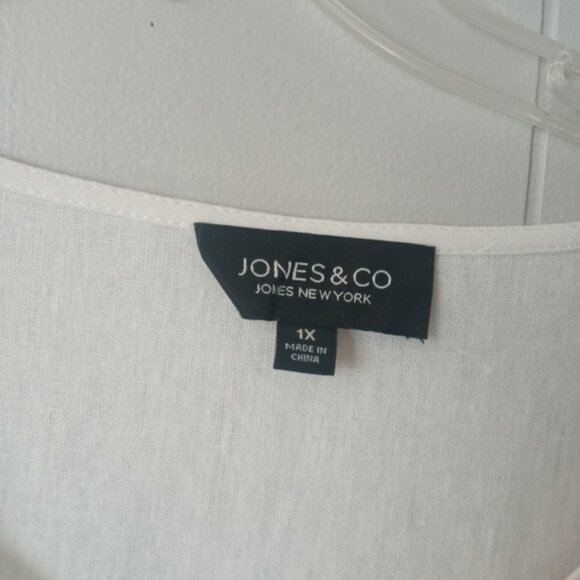 JONES & CO
JONES NEW YORK
1X
MADE IN
CHINA